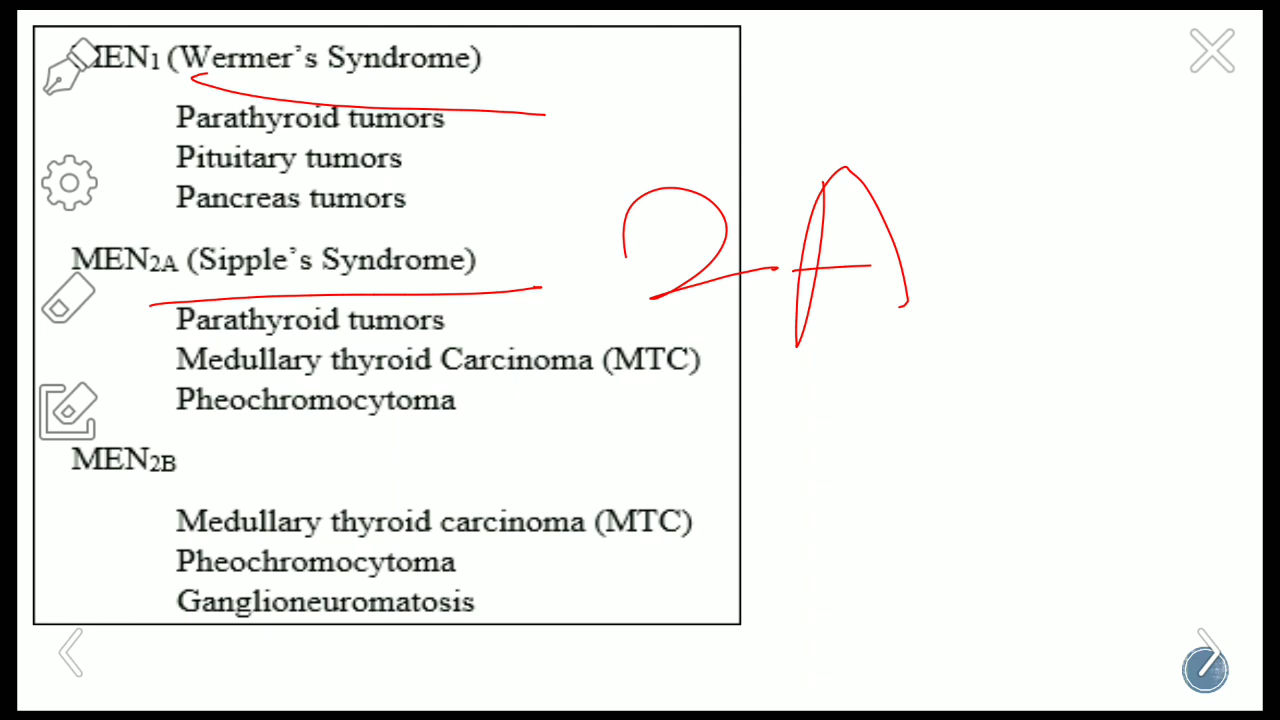 MEN1 (Wermer's Syndrome)
Parathyroid tumors
Pituitary tumors
Pancreas tumors
2-A
MEN2A (Sipple's Syndrome)
Parathyroid tumors
Medullary thyroid Carcinoma (MTC)
Pheochromocytoma
MEN2B
Medullary thyroid carcinoma (MTC)
Pheochromocytoma
Ganglioneuromatosis